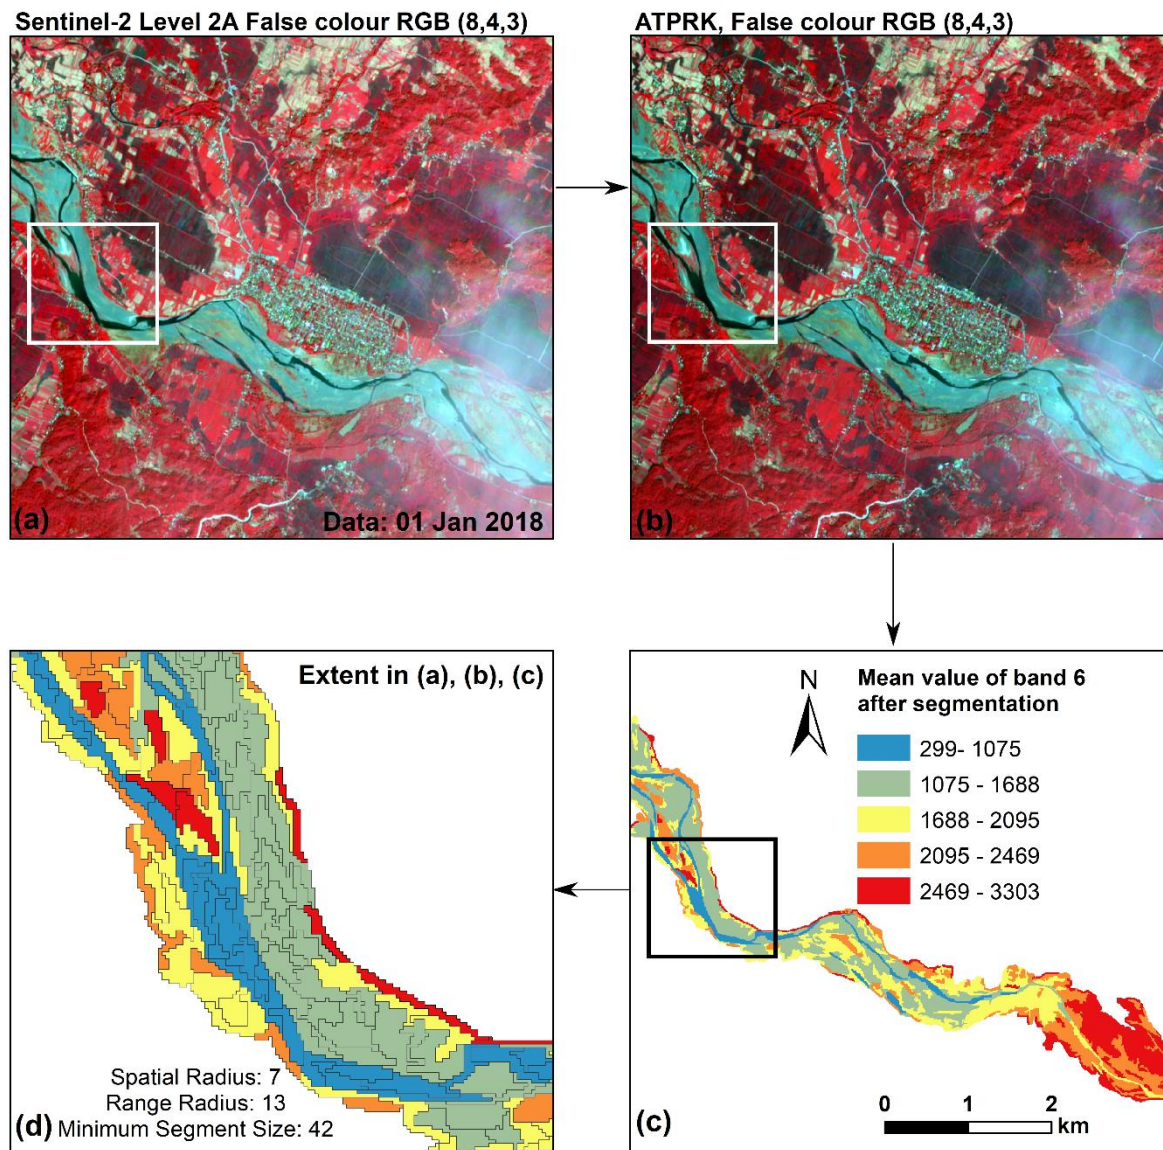 Sentinel-2 Level 2A False colour RGB (8,4,3)
ATPRK, False colour RGB (8,4,3)
(a)
Data: 01 Jan 2018
(b)
Extent in (a), (b), (c)
Spatial Radius: 7
Range Radius: 13
(d) Minimum Segment Size: 42
N
Mean value of band 6
after segmentation
299- 1075
1075 - 1688
1688 - 2095
2095 - 2469
2469 - 3303
(c)
0 1 2
km